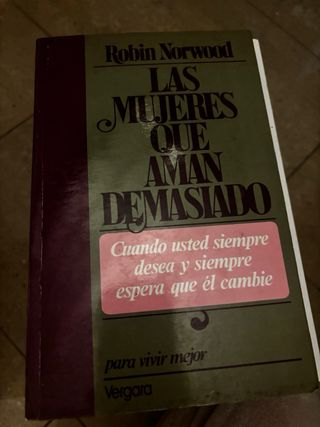 Robin Norwood
LAS
MUJERES
QUE
AMAN
DEMASIADO
Cuando usted siempre
desea y siempre
espera que él cambie
para vivir mejor
Vergara